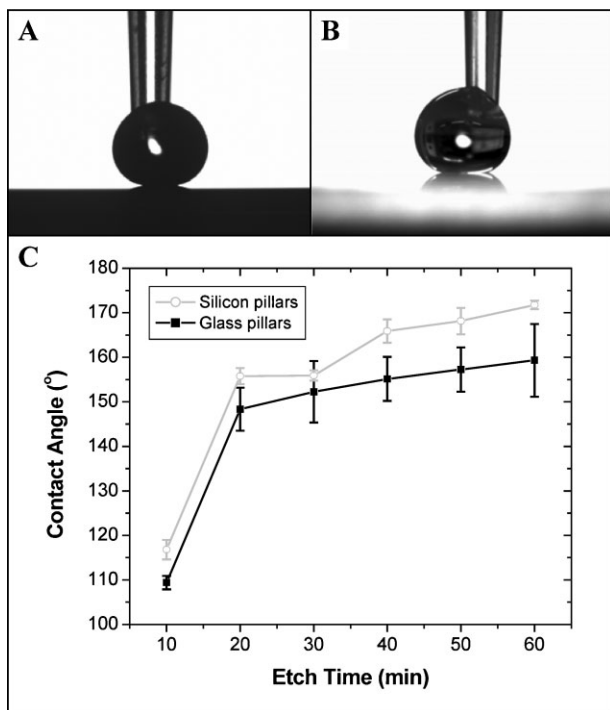 A
B
C
180
170
160
150
140
130
120
110
100
Silicon pillars
Glass pillars
Contact Angle (°)
10 20 30 40 50 60
Etch Time (min)